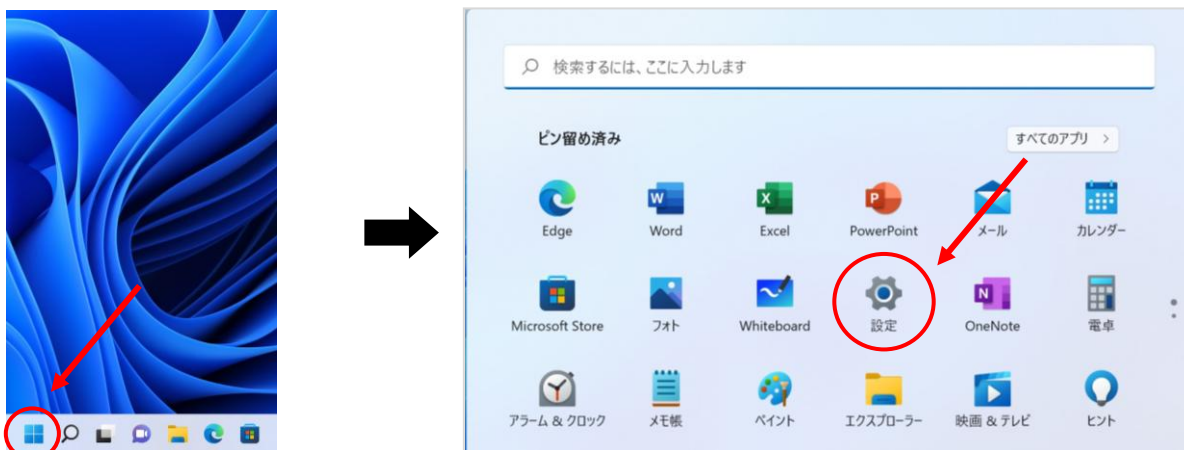 検索するには、ここに入力します
ピン留め済み
すべてのアプリ >
Edge
Word
Excel
PowerPoint
メール
カレンダー
Microsoft Store
フォト
Whiteboard
設定
OneNote
電卓
アラーム & クロック
メモ帳
ペイント
エクスプローラー
映画 & テレビ
ヒント